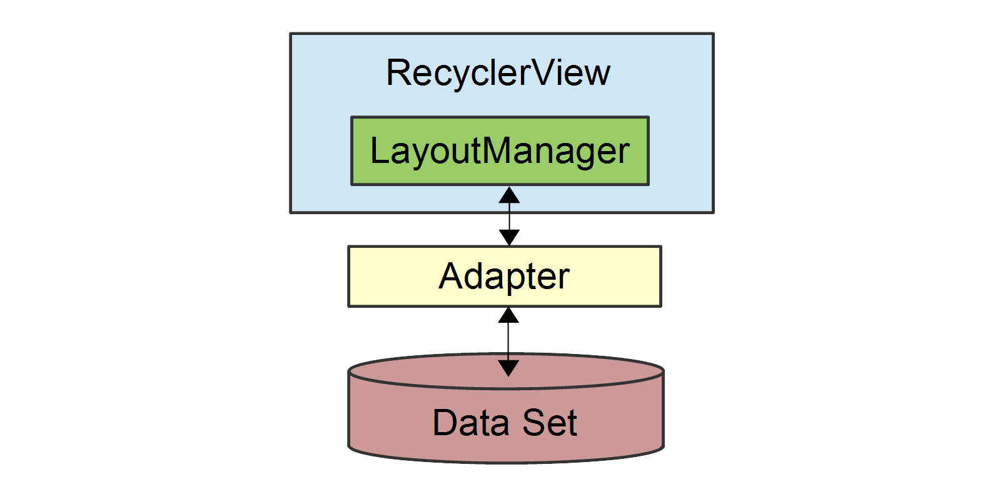 RecyclerView
LayoutManager
Adapter
Data Set